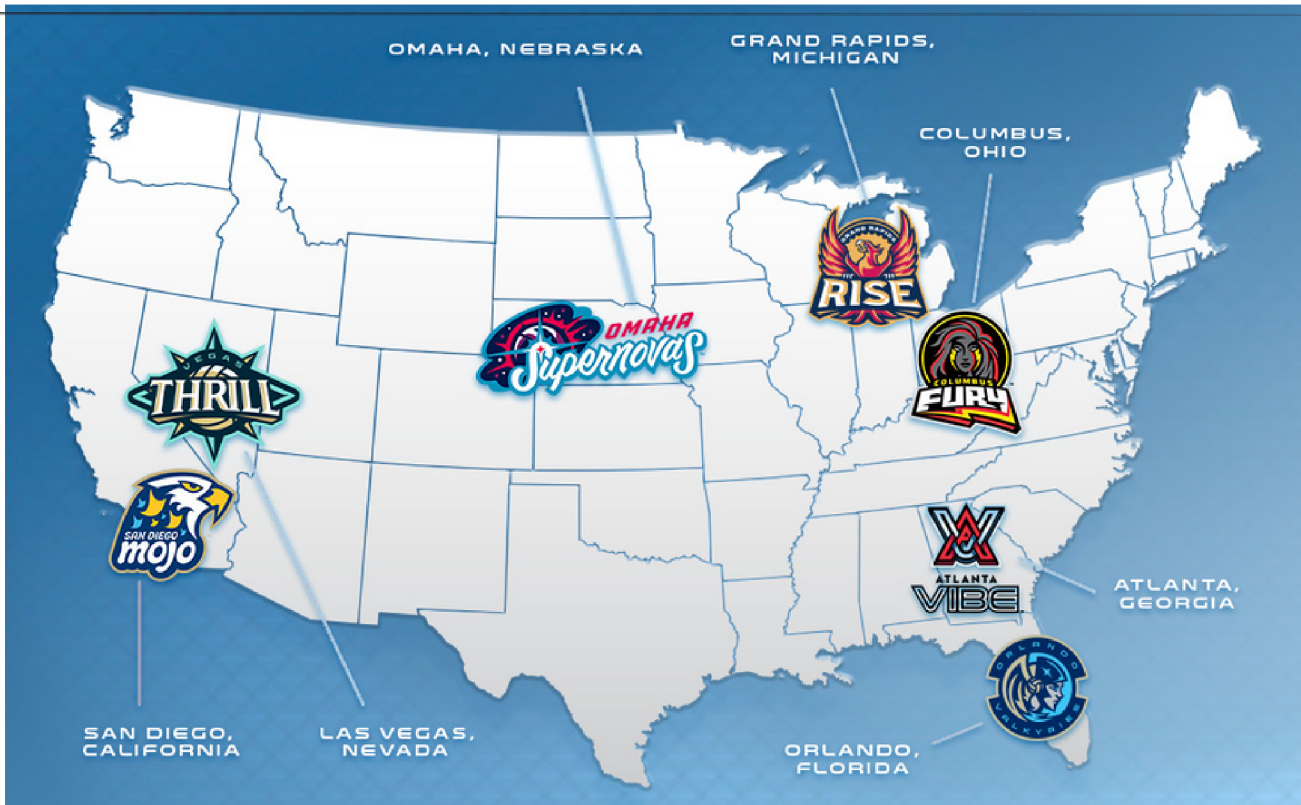 OMAHA, NEBRASKA
GRAND RAPIDS,
MICHIGAN
COLUMBUS,
OHIO
GRAND RAPIDS
RISE
OMAHA
Supernovas
VEGAS
THRILL
COLUMBUS
FURY
SAN DIEGO
mojo
ATLANTA
VIBE
ATLANTA,
GEORGIA
ORLANDO
VALKYRIES
SAN DIEGO,
CALIFORNIA
LAS VEGAS,
NEVADA
ORLANDO,
FLORIDA